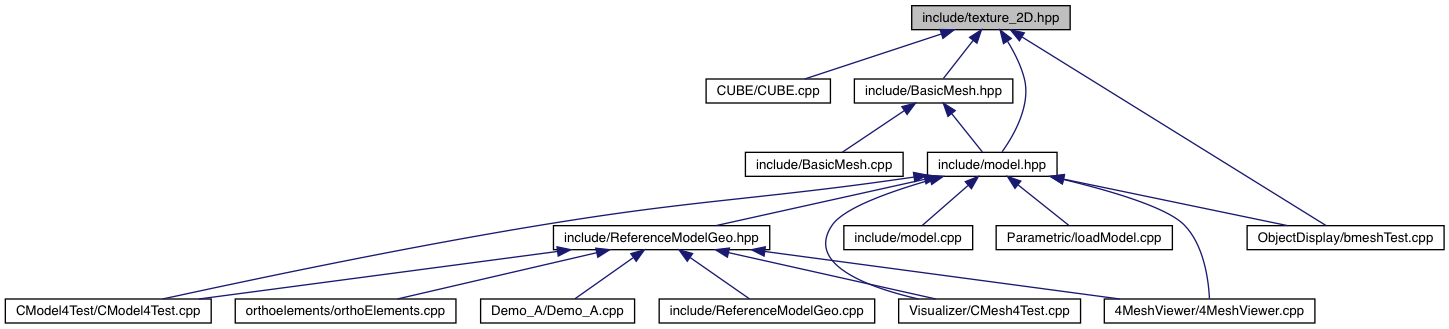 include/texture_2D.hpp
CUBE/CUBE.cpp
include/BasicMesh.hpp
include/BasicMesh.cpp
include/model.hpp
include/ReferenceModelGeo.hpp
include/model.cpp
Parametric/loadModel.cpp
ObjectDisplay/bmeshTest.cpp
CModel4Test/CModel4Test.cpp
orthoelements/orthoElements.cpp
Demo_A/Demo_A.cpp
include/ReferenceModelGeo.cpp
Visualizer/CMesh4Test.cpp
4MeshViewer/4MeshViewer.cpp